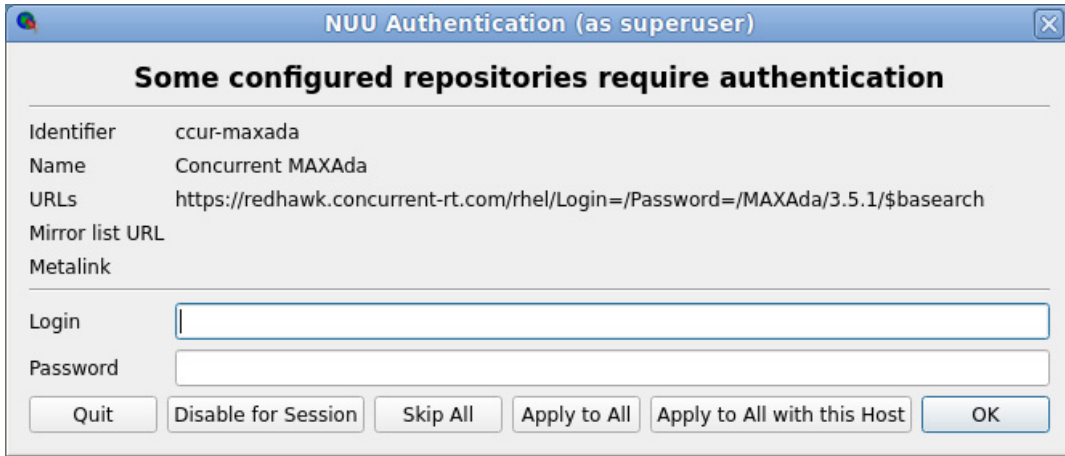 NUU Authentication (as superuser)
Some configured repositories require authentication
Identifier ccur-maxada
Name Concurrent MAXAda
URLs https://redhawk.concurrent-rt.com/rhel/Login=/Password=/MAXAda/3.5.1/$basearch
Mirror list URL
Metalink
Login
Password
Quit Disable for Session Skip All Apply to All Apply to All with this Host OK